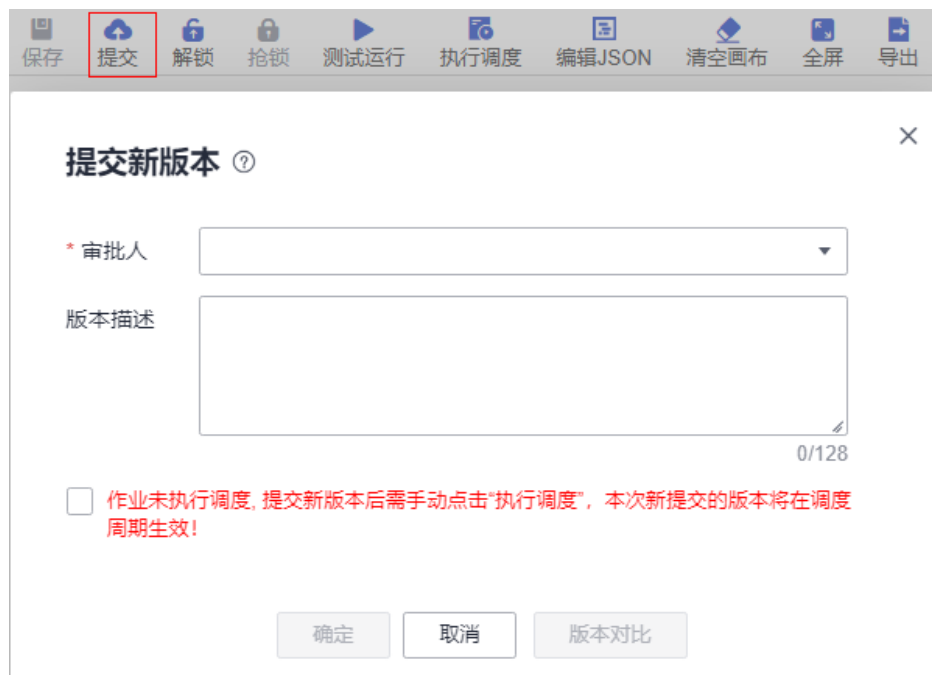 保存 提交 解锁 抢锁 测试运行 执行调度 编辑JSON 清空画布 全屏 导出
提交新版本 ?
* 审批人
版本描述
0/128
作业未执行调度, 提交新版本后需手动点击“执行调度”，本次新提交的版本将在调度
周期生效!
确定 取消 版本对比